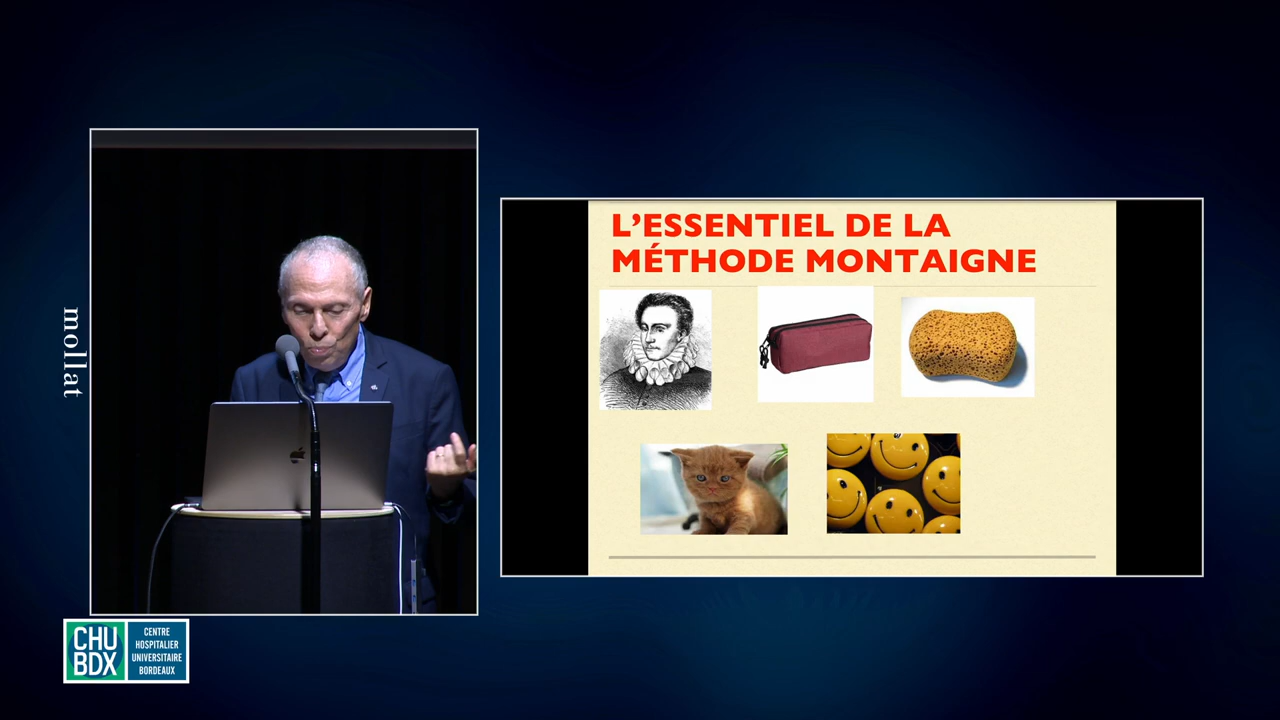 L'ESSENTIEL DE LA
MÉTHODE MONTAIGNE
mollat
CHU
BDX
CENTRE
HOSPITALIER
UNIVERSITAIRE
BORDEAUX